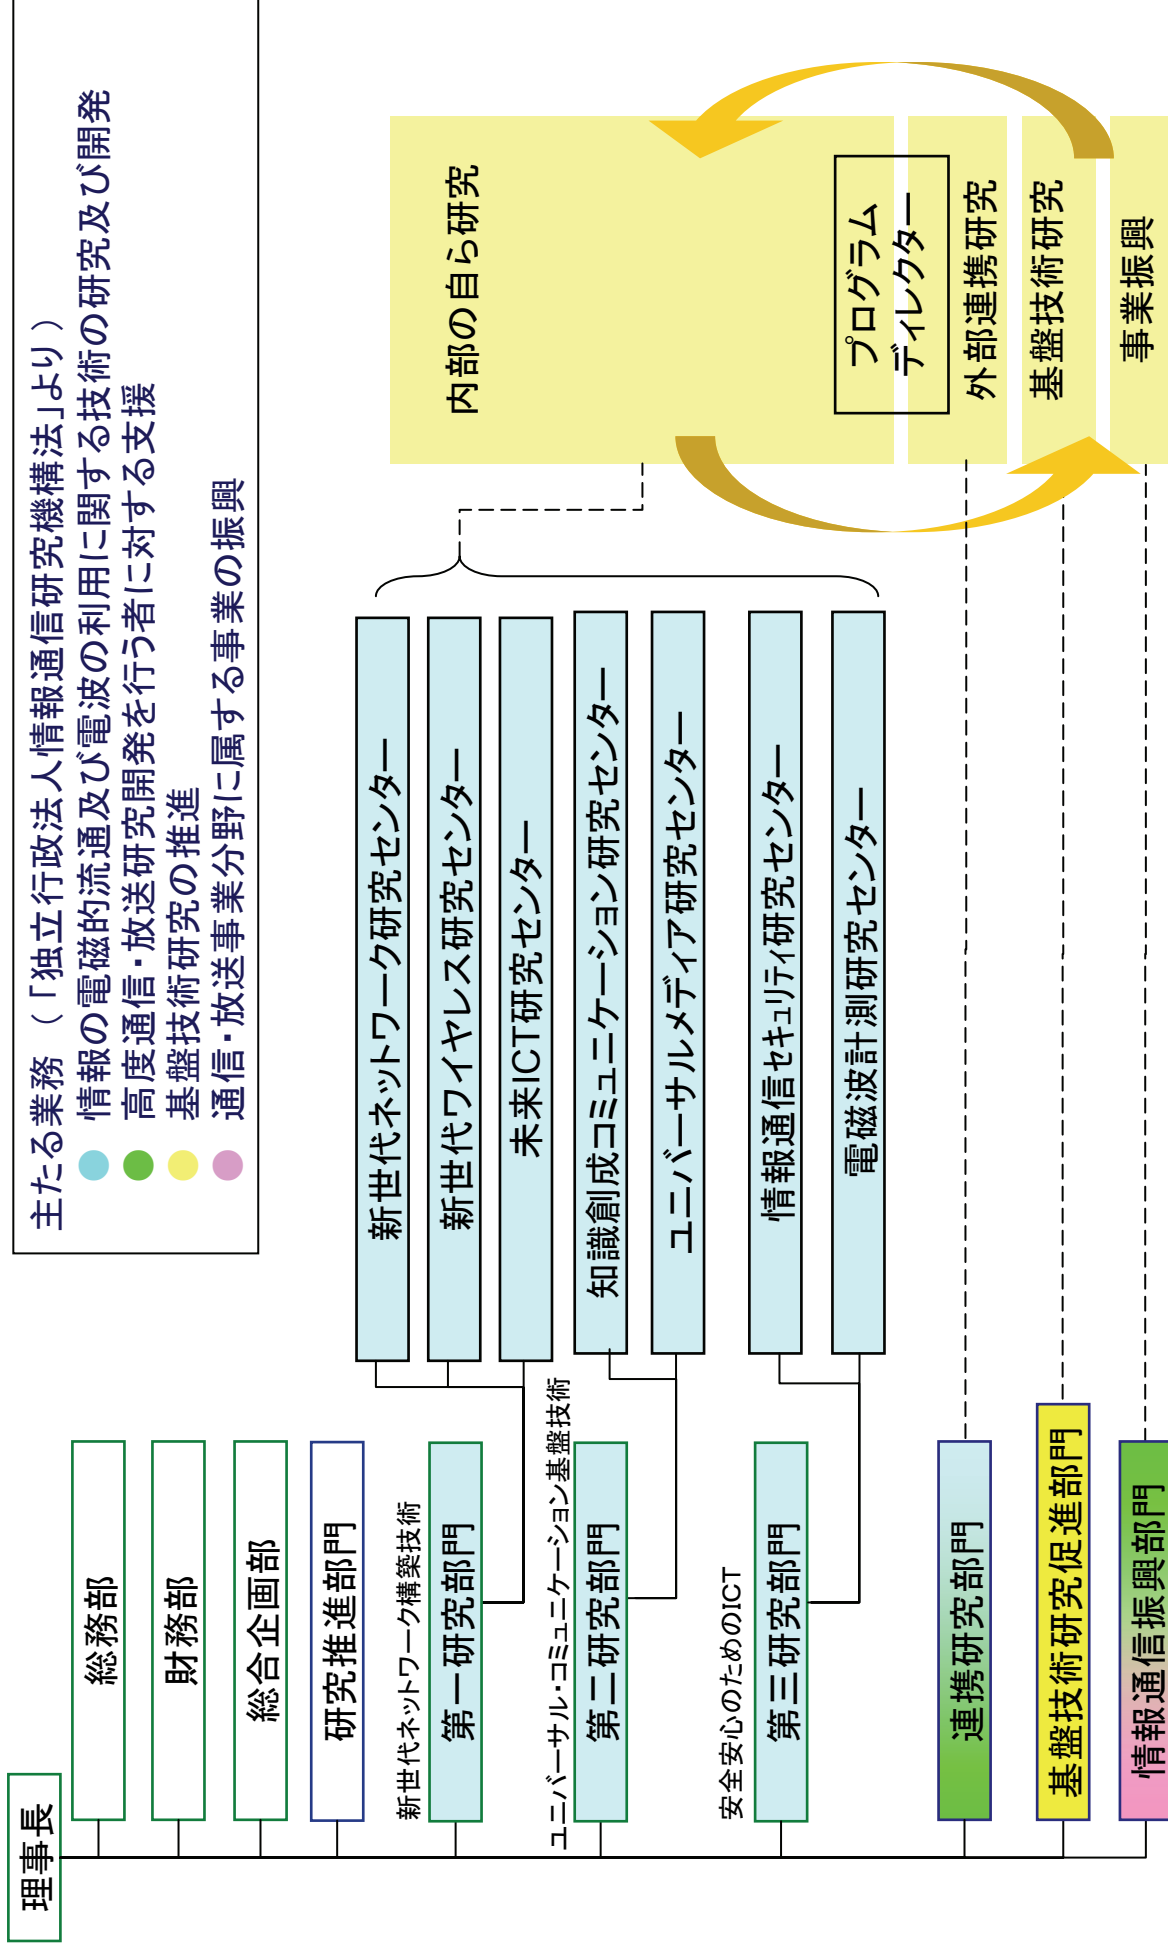 主たる業務 （「独立行政法人情報通信研究機構法」より）
情報の電磁的流通及び電波の利用に関する技術の研究及び開発
高度通信・放送研究開発を行う者に対する支援
基盤技術研究の推進
通信・放送事業分野に属する事業の振興
理事長
総務部
財務部
総合企画部
研究推進部門
新世代ネットワーク構築技術
第一研究部門
新世代ネットワーク研究センター
新世代ワイヤレス研究センター
未来ICT研究センター
ユニバーサル・コミュニケーション基盤技術
第二研究部門
知識創成コミュニケーション研究センター
ユニバーサルメディア研究センター
安全安心のためのICT
第三研究部門
情報通信セキュリティ研究センター
電磁波計測研究センター
連携研究部門
基盤技術研究促進部門
情報通信振興部門
内部の自ら研究
プログラム
ディレクター
外部連携研究
基盤技術研究
事業振興